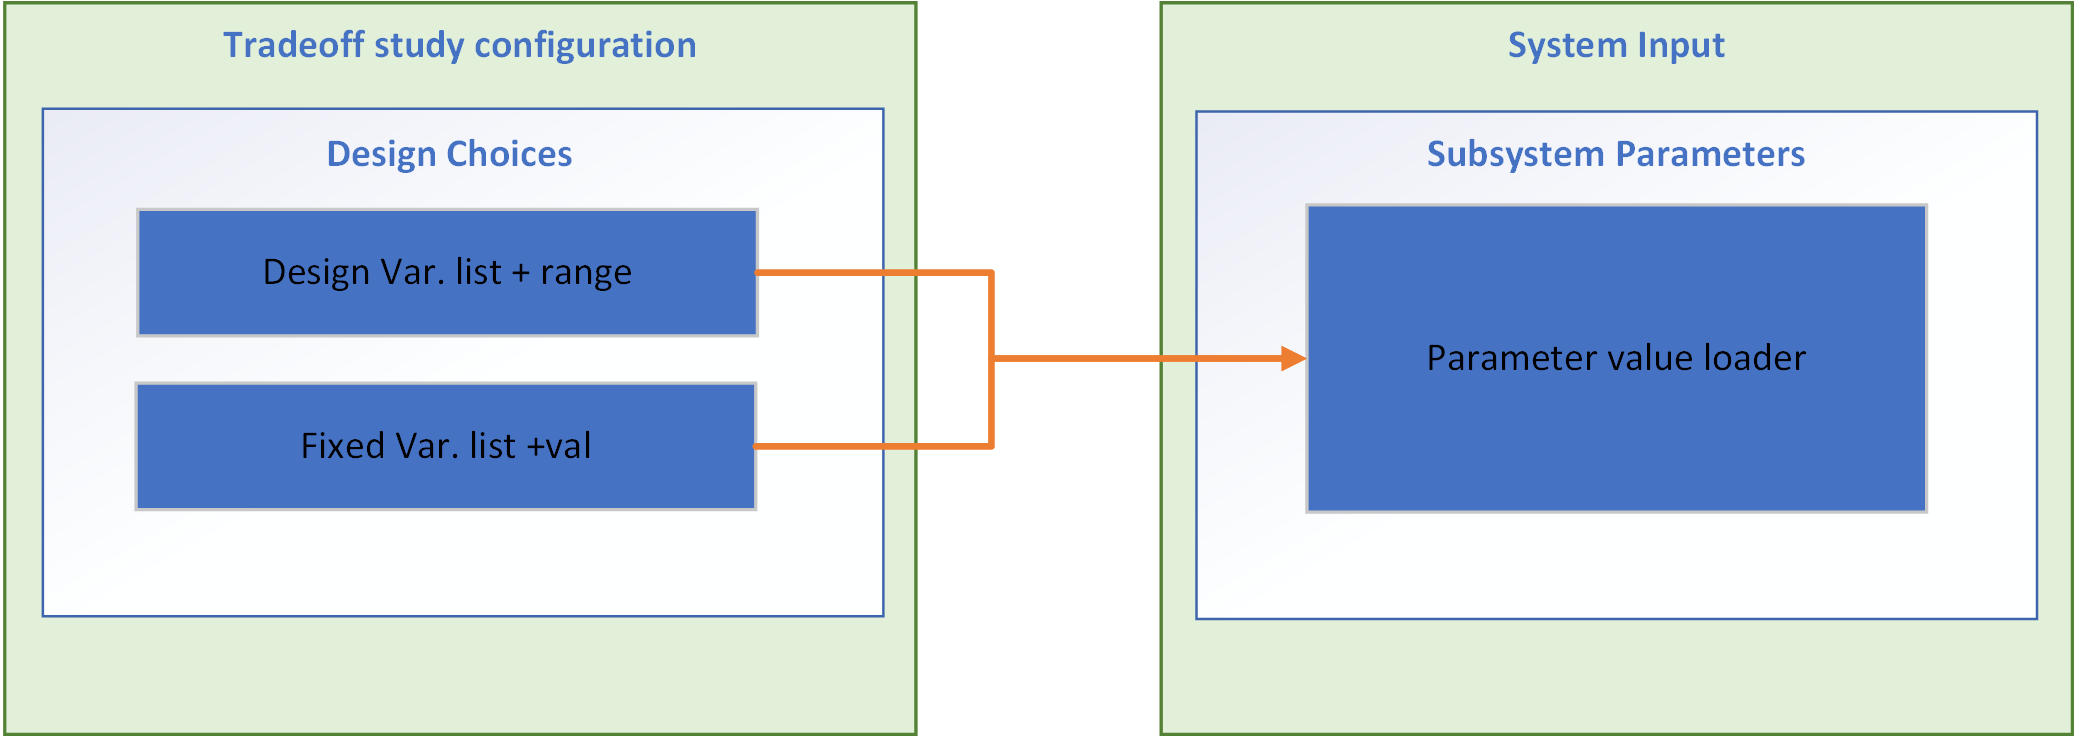 Tradeoff study configuration
Design Choices
Design Var. list + range
Fixed Var. list +val
System Input
Subsystem Parameters
Parameter value loader